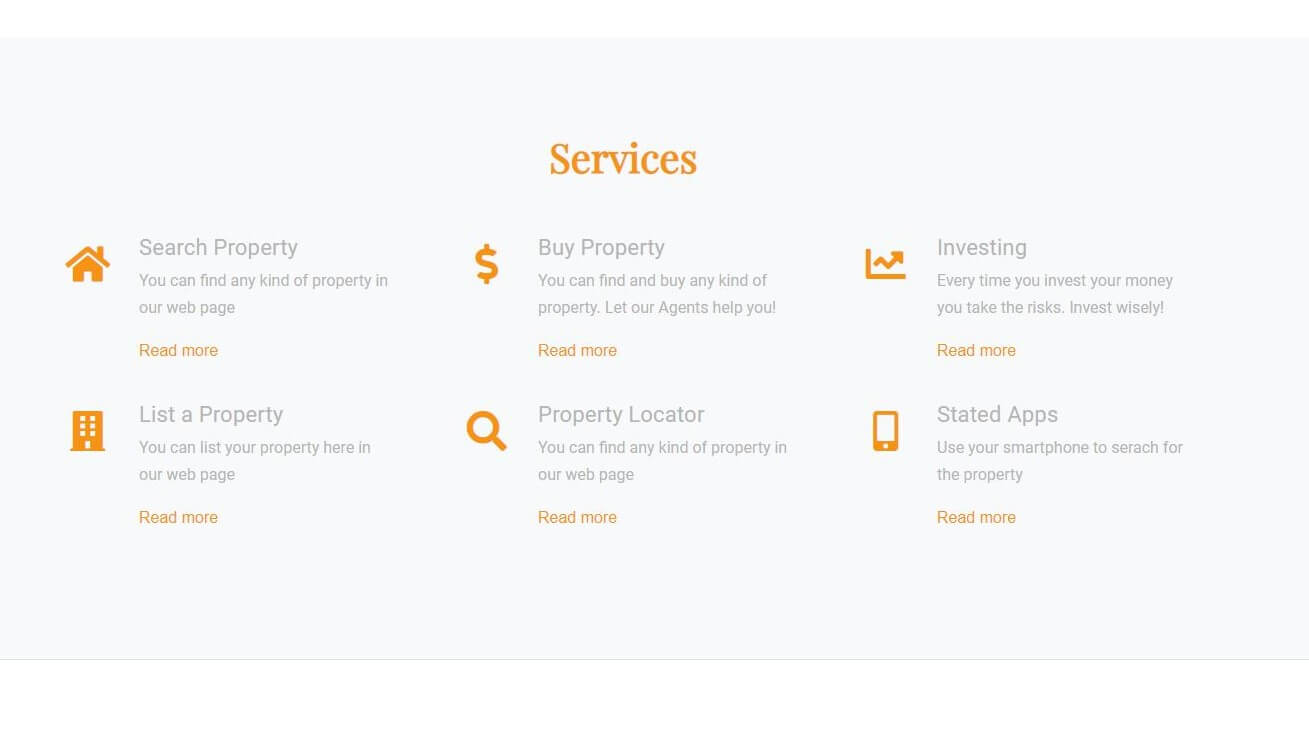 Services
Search Property
You can find any kind of property in
our web page
Read more
Buy Property
You can find and buy any kind of
property. Let our Agents help you!
Read more
Investing
Every time you invest your money
you take the risks. Invest wisely!
Read more
List a Property
You can list your property here in
our web page
Read more
Property Locator
You can find any kind of property in
our web page
Read more
Stated Apps
Use your smartphone to serach for
the property
Read more